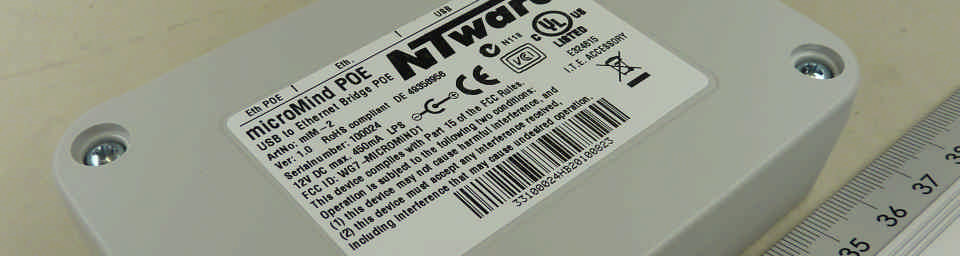 Eth POE | Eth. | USB
microMind POE
USB to Ethernet Bridge POE
ArtNo: miM-2
Ver: 1.0 RoHS compliant DE 49358956
Serialnumber: 100024
12V DC max. 450mA LPS
FCC ID: WG7-MICROMIN01
This device complies with Part 15 of the FCC Rules.
Operation is subject to the following two conditions:
(1) this device may not cause harmful interference, and
(2) this device must accept any interference received,
including interference that may cause undesired operation.
NTware
CE
N118
VCI
C UL US
LISTED
E324615
I.T.E. ACCESSORY
33100024MB20100823
35 36 37 38